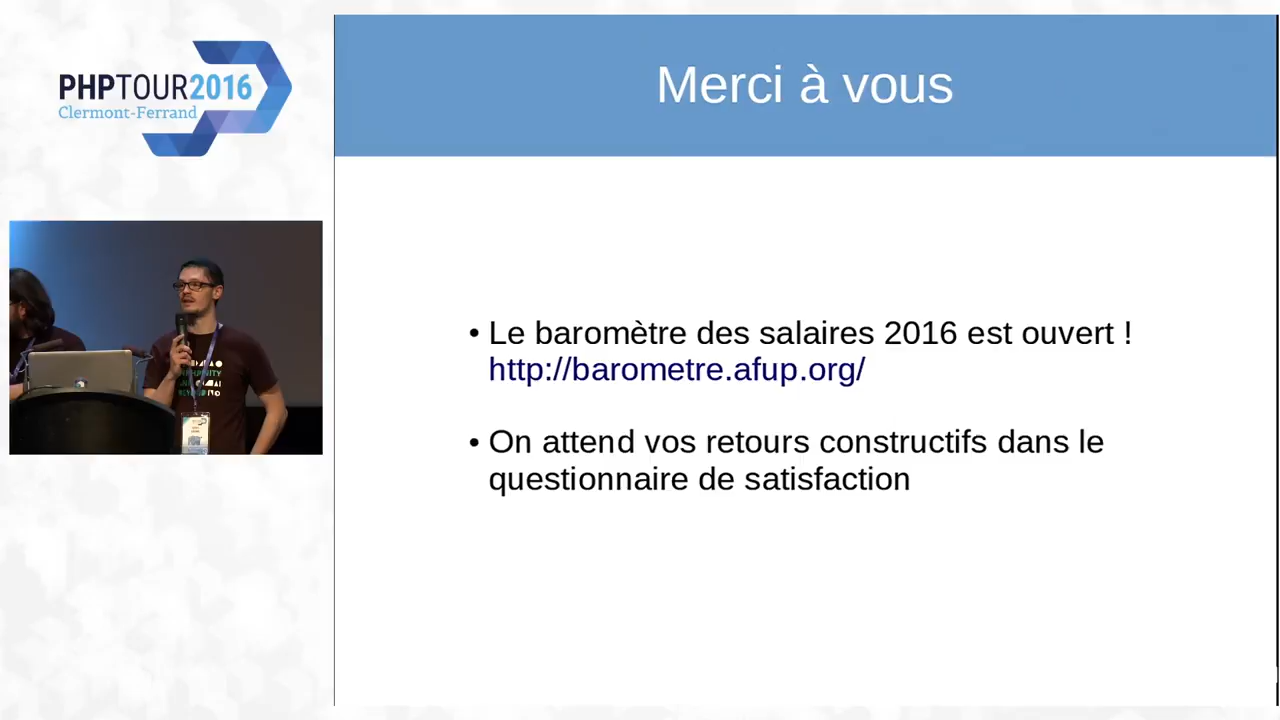 PHPTOUR2016
Clermont-Ferrand
Merci à vous
• Le baromètre des salaires 2016 est ouvert !
http://barometre.afup.org/
• On attend vos retours constructifs dans le
questionnaire de satisfaction